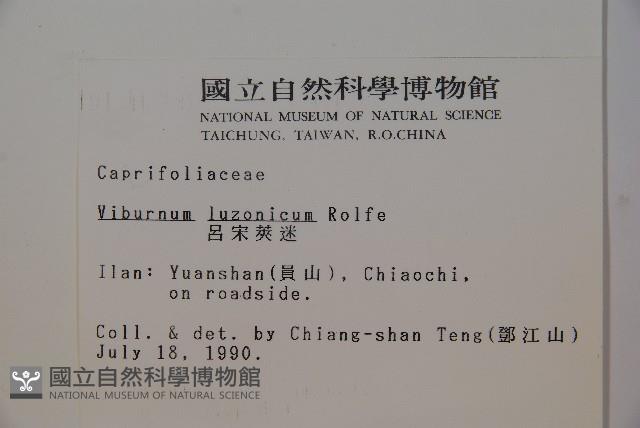 國立自然科學博物館
NATIONAL MUSEUM OF NATURAL SCIENCE
TAICHUNG, TAIWAN, R.O.CHINA
Caprifoliaceae
Viburnum luzonicum Rolfe
呂宋莢迷
Ilan: Yuanshan(員山), Chiaochi,
on roadside.
Coll. & det. by Chiang-shan Teng(鄧江山)
July 18, 1990.
國立自然科學博物館
NATIONAL MUSEUM OF NATURAL SCIENCE